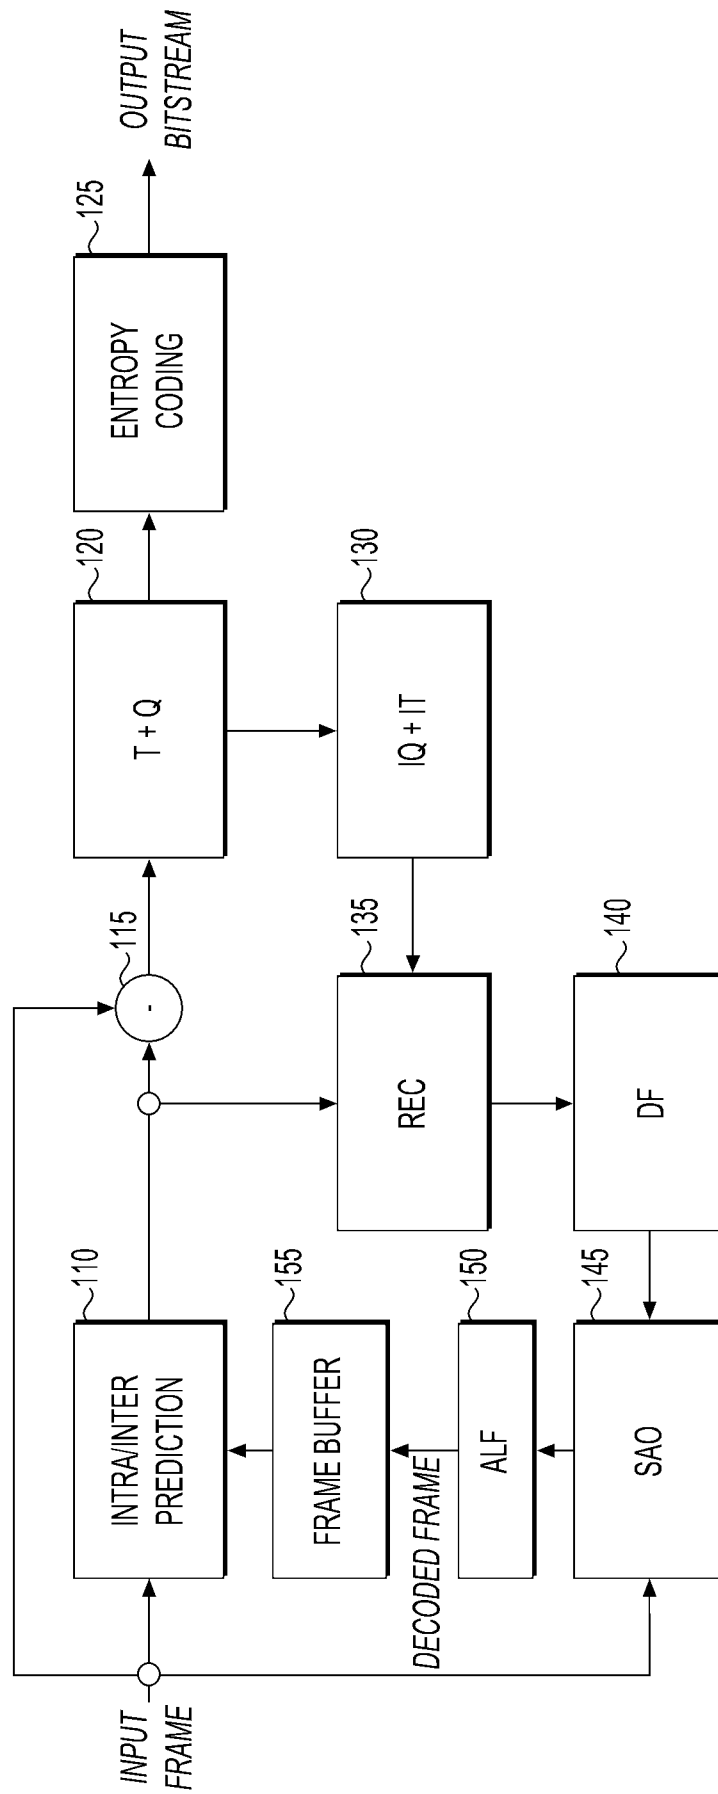 INPUT
FRAME
110
INTRA/INTER
PREDICTION
115
-
120
T + Q
125
ENTROPY
CODING
OUTPUT
BITSTREAM
155
FRAME BUFFER
135
REC
130
IQ + IT
DECODED FRAME
150
ALF
145
SAO
140
DF